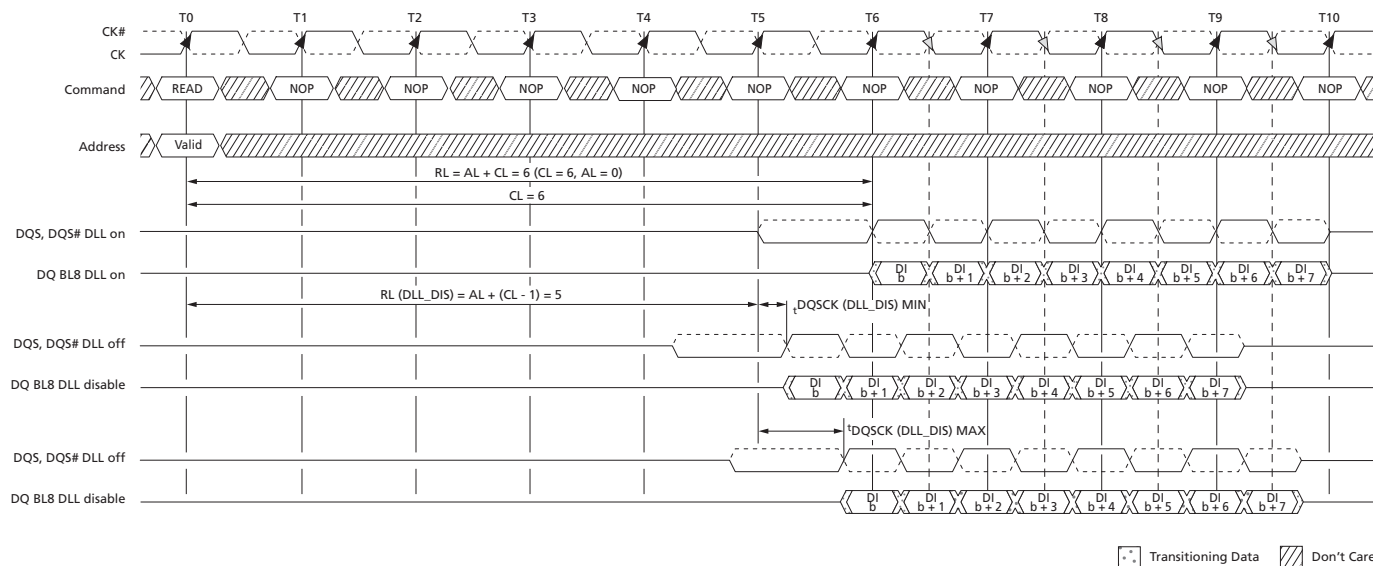 T0 T1 T2 T3 T4 T5 T6 T7 T8 T9 T10
CK#
CK
Command READ NOP NOP NOP NOP NOP NOP NOP NOP NOP NOP
Address Valid
RL = AL + CL = 6 (CL = 6, AL = 0)
CL = 6
DQS, DQS# DLL on
DQ BL8 DLL on DI b DI b + 1 DI b + 2 DI b + 3 DI b + 4 DI b + 5 DI b + 6 DI b + 7
RL (DLL_DIS) = AL + (CL - 1) = 5 tDQSCK (DLL_DIS) MIN
DQS, DQS# DLL off
DQ BL8 DLL disable DI b DI b + 1 DI b + 2 DI b + 3 DI b + 4 DI b + 5 DI b + 6 DI b + 7
tDQSCK (DLL_DIS) MAX
DQS, DQS# DLL off
DQ BL8 DLL disable DI b DI b + 1 DI b + 2 DI b + 3 DI b + 4 DI b + 5 DI b + 6 DI b + 7
Transitioning Data Don't Care